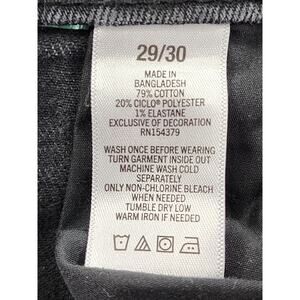 29/30
MADE IN
BANGLADESH
79% COTTON
20% CICLO® POLYESTER
1% ELASTANE
EXCLUSIVE OF DECORATION
RN154379
WASH ONCE BEFORE WEARING
TURN GARMENT INSIDE OUT
MACHINE WASH COLD
SEPARATELY
ONLY NON-CHLORINE BLEACH
WHEN NEEDED
TUMBLE DRY LOW
WARM IRON IF NEEDED